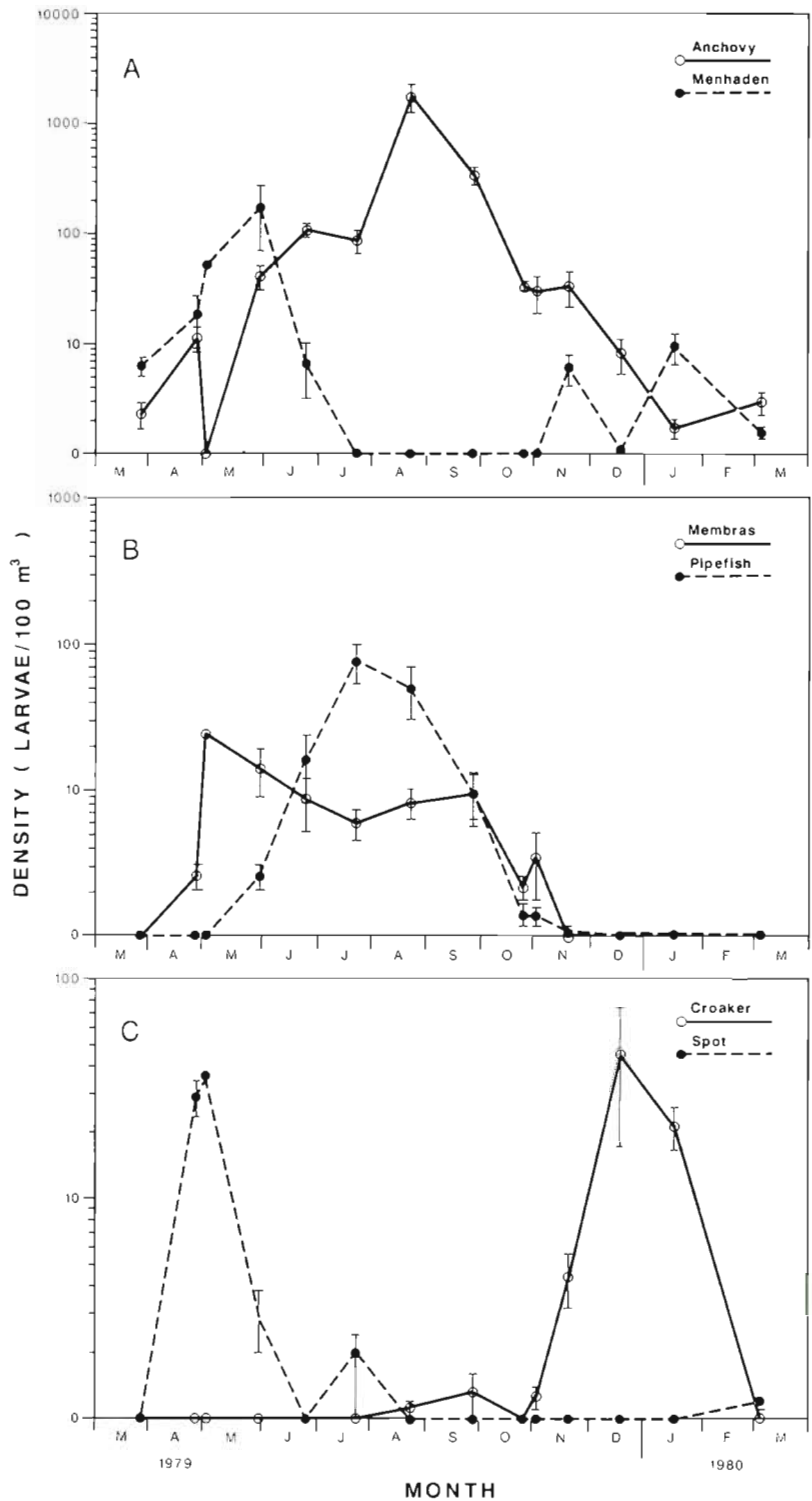 10000
A
Anchovy
Menhaden
1000
100
10
0
M A M J J A S O N D J F M
1000
B
Membras
Pipefish
100
10
0
M A M J J A S O N D J F M
DENSITY ( LARVAE/100 m³ )
100
C
Croaker
Spot
10
0
M A M J J A S O N D J F M
1979 1980
MONTH